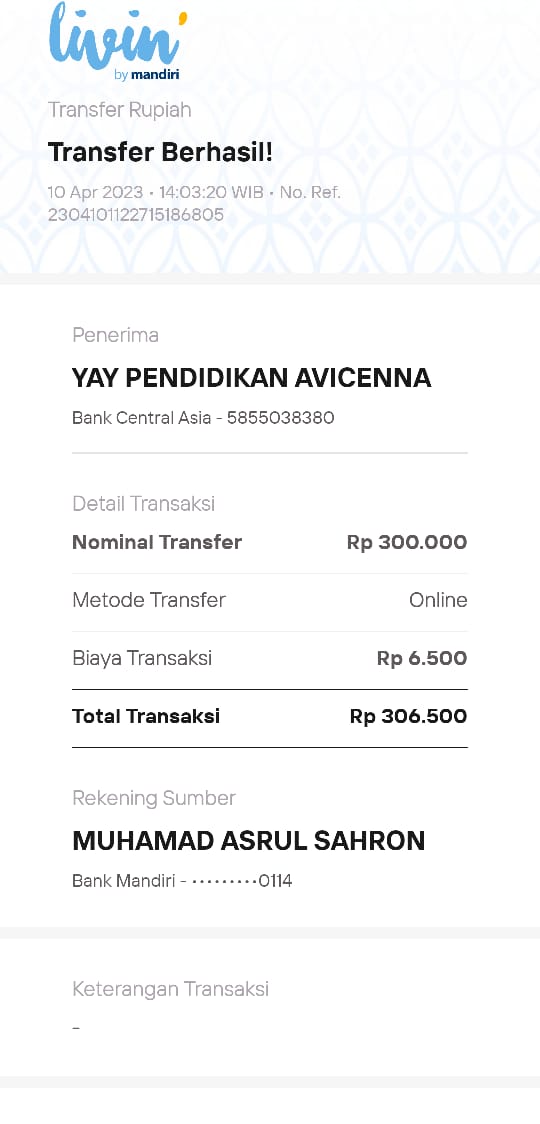 livin'
by mandiri
Transfer Rupiah
Transfer Berhasil!
10 Apr 2023 • 14:03:20 WIB • No. Ref.
2304101122715186805
Penerima
YAY PENDIDIKAN AVICENNA
Bank Central Asia - 5855038380
Detail Transaksi
Nominal Transfer Rp 300.000
Metode Transfer Online
Biaya Transaksi Rp 6.500
Total Transaksi Rp 306.500
Rekening Sumber
MUHAMAD ASRUL SAHRON
Bank Mandiri - •••••••••0114
Keterangan Transaksi
-